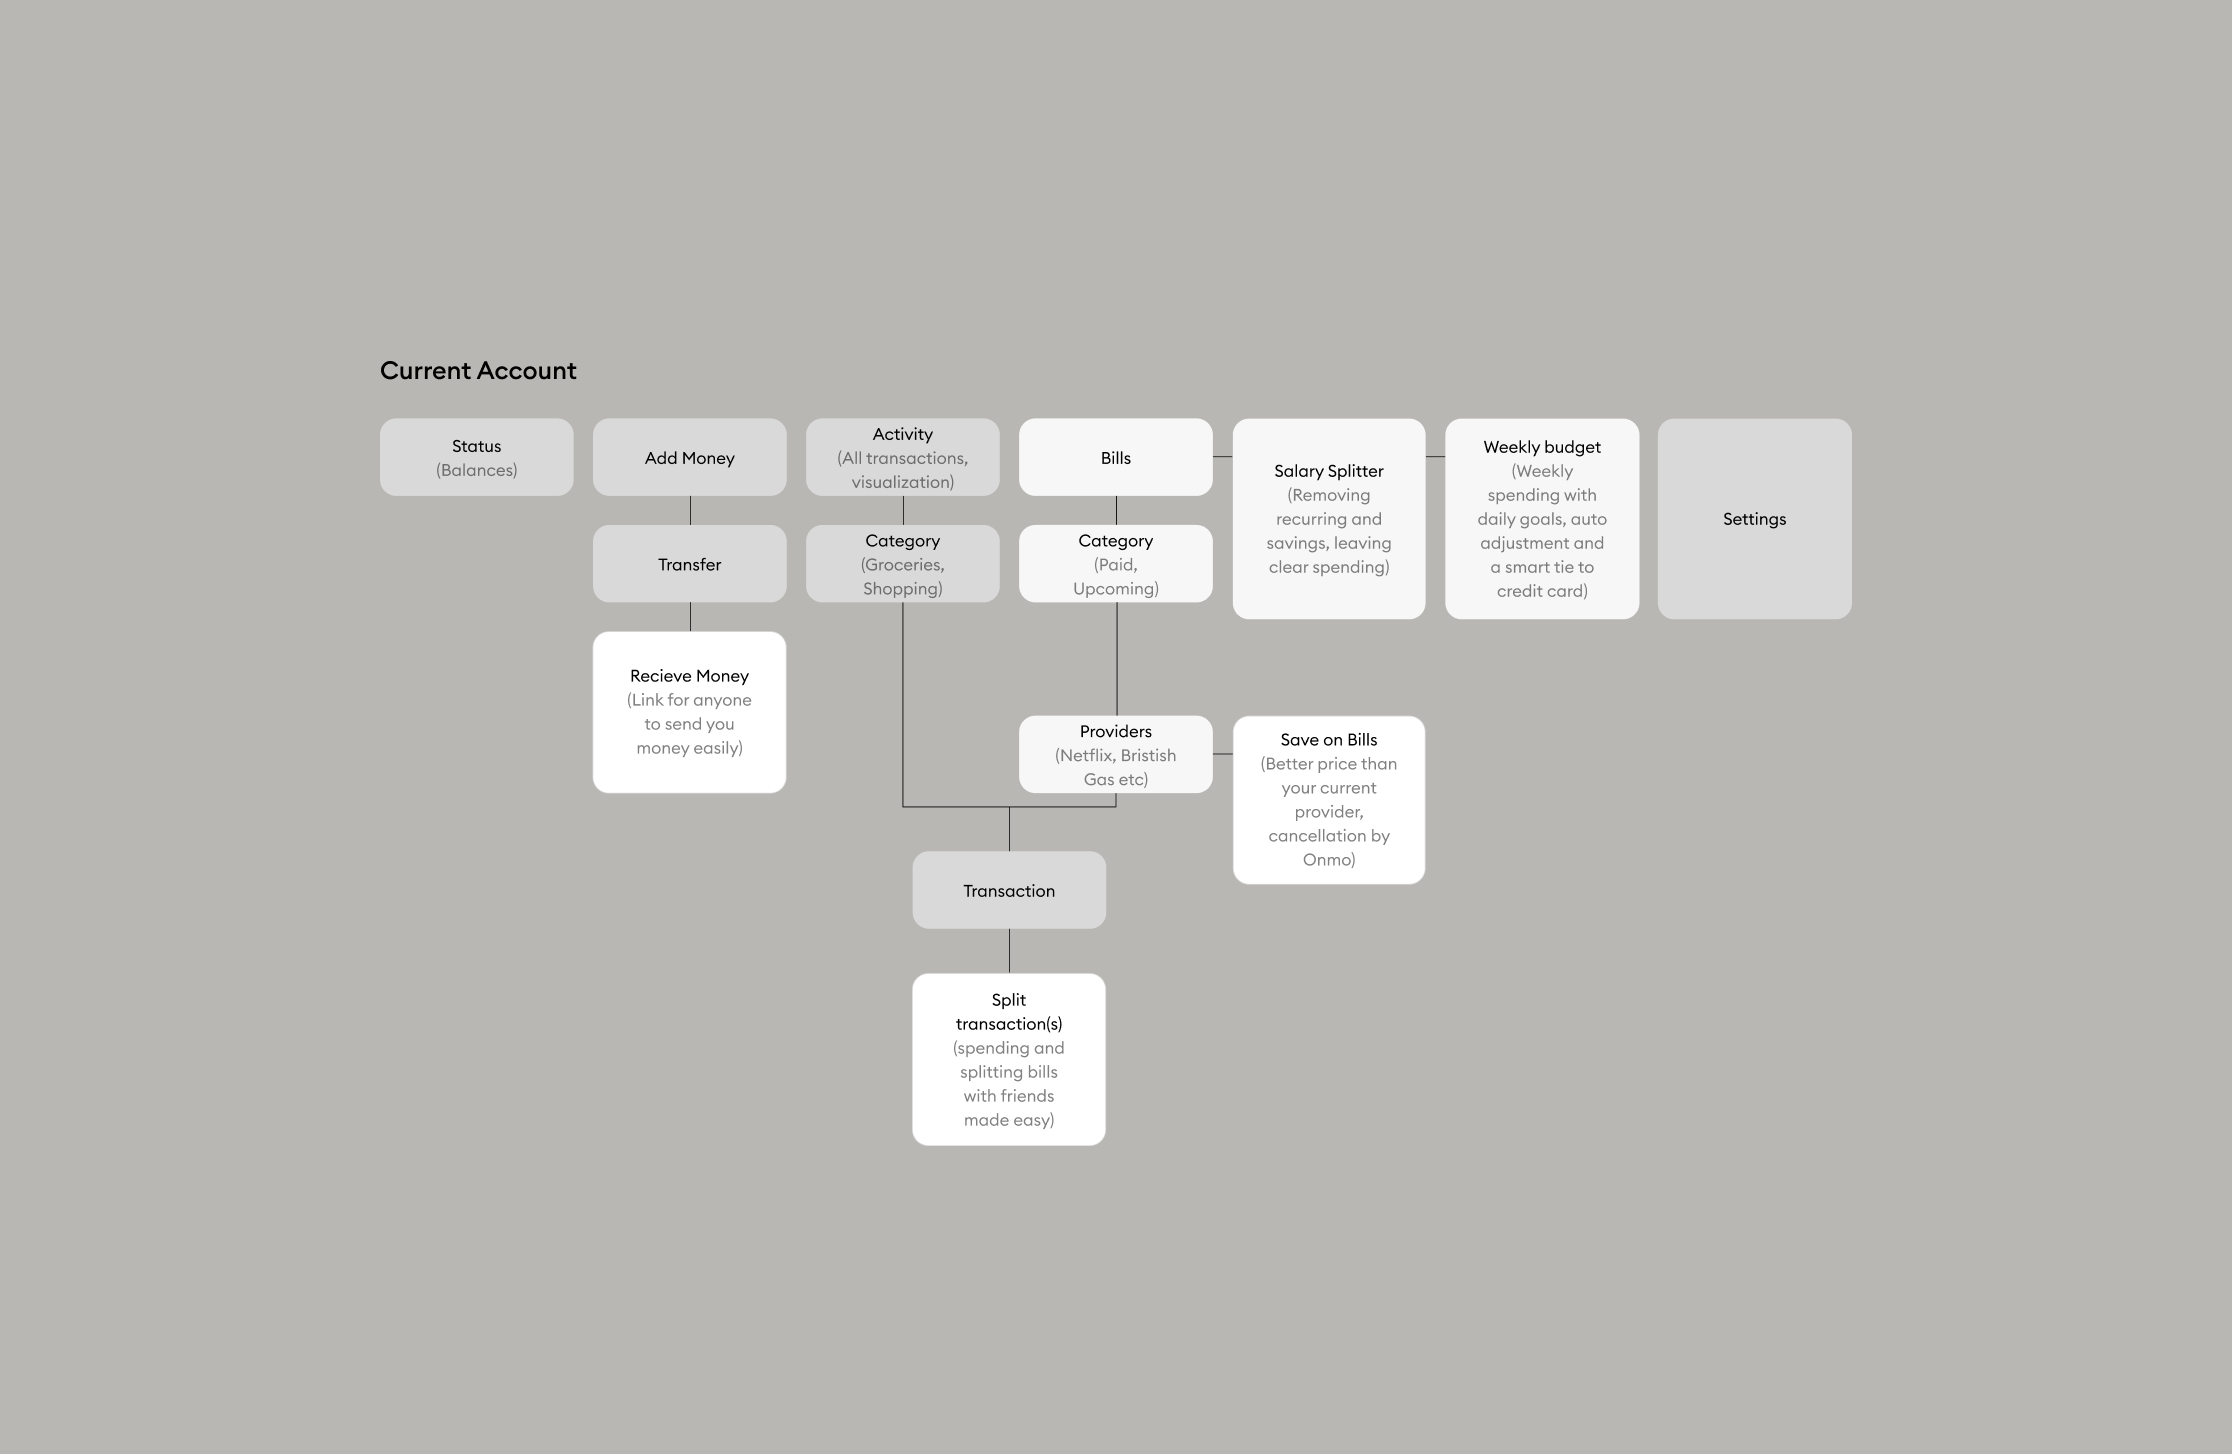 Current Account
Status
(Balances)
Add Money
Activity
(All transactions,
visualization)
Bills
Salary Splitter
(Removing
recurring and
savings, leaving
clear spending)
Weekly budget
(Weekly
spending with
daily goals, auto
adjustment and
a smart tie to
credit card)
Settings
Transfer
Category
(Groceries,
Shopping)
Category
(Paid,
Upcoming)
Recieve Money
(Link for anyone
to send you
money easily)
Providers
(Netflix, Bristish
Gas etc)
Save on Bills
(Better price than
your current
provider,
cancellation by
Onmo)
Transaction
Split
transaction(s)
(spending and
splitting bills
with friends
made easy)